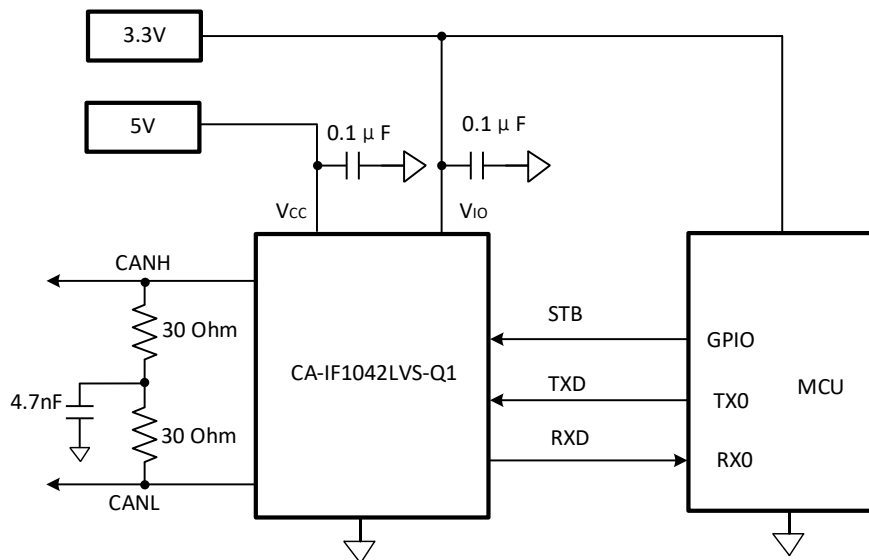 3.3V
5V
0.1 μ F
0.1 μ F
VCC
VIO
CANH
30 Ohm
4.7nF
30 Ohm
CANL
CA-IF1042LVS-Q1
STB
TXD
RXD
GPIO
TX0
RX0
MCU